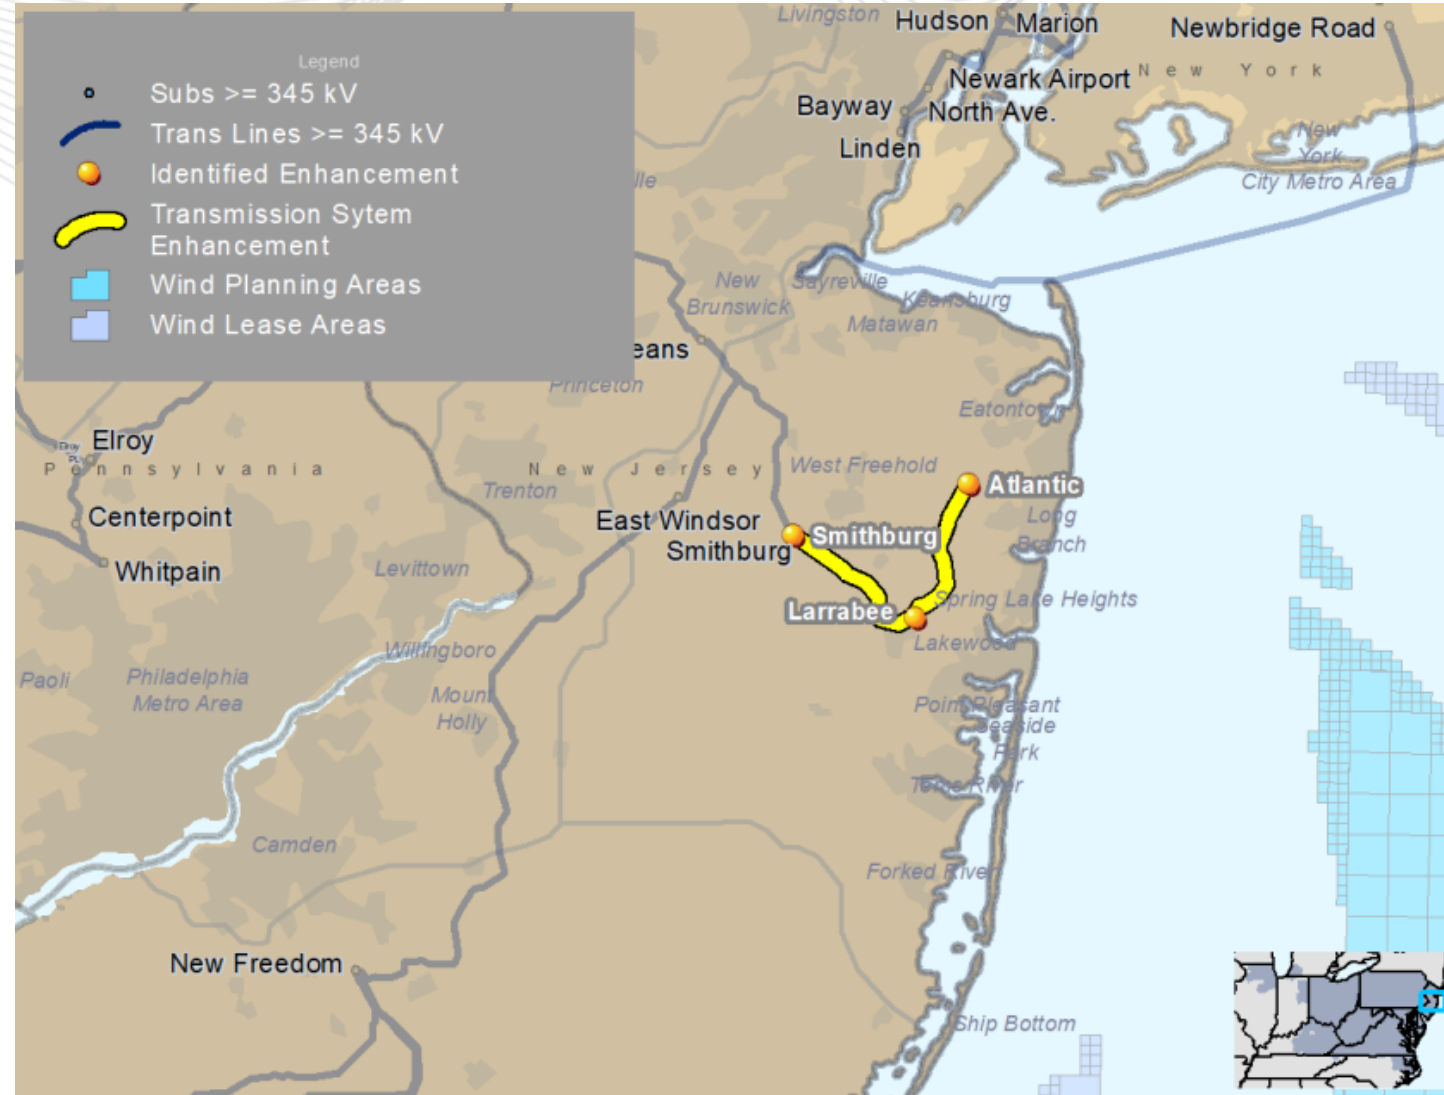 Legend
Subs >= 345 kV
Trans Lines >= 345 kV
Identified Enhancement
Transmission Sytem
Enhancement
Wind Planning Areas
Wind Lease Areas
Livingston
Hudson
Marion
Newbridge Road
New York
Newark Airport
Bayway
North Ave.
Linden
New
York
City Metro Area
lle
New
Brunswick
Sayreville
Keansburg
Matawan
eans
Princeton
Eatontown
Elroy
Pennsylvania
New Jersey
West Freehold
Trenton
Atlantic
Centerpoint
East Windsor
Smithburg
Smithburg
Long
Branch
Whitpain
Levittown
Larrabee
Spring Lake Heights
Lakewood
Willingboro
Paoli
Philadelphia
Metro Area
Mount
Holly
Point Pleasant
Seaside
Park
Toms River
Camden
Forked River
New Freedom
Ship Bottom